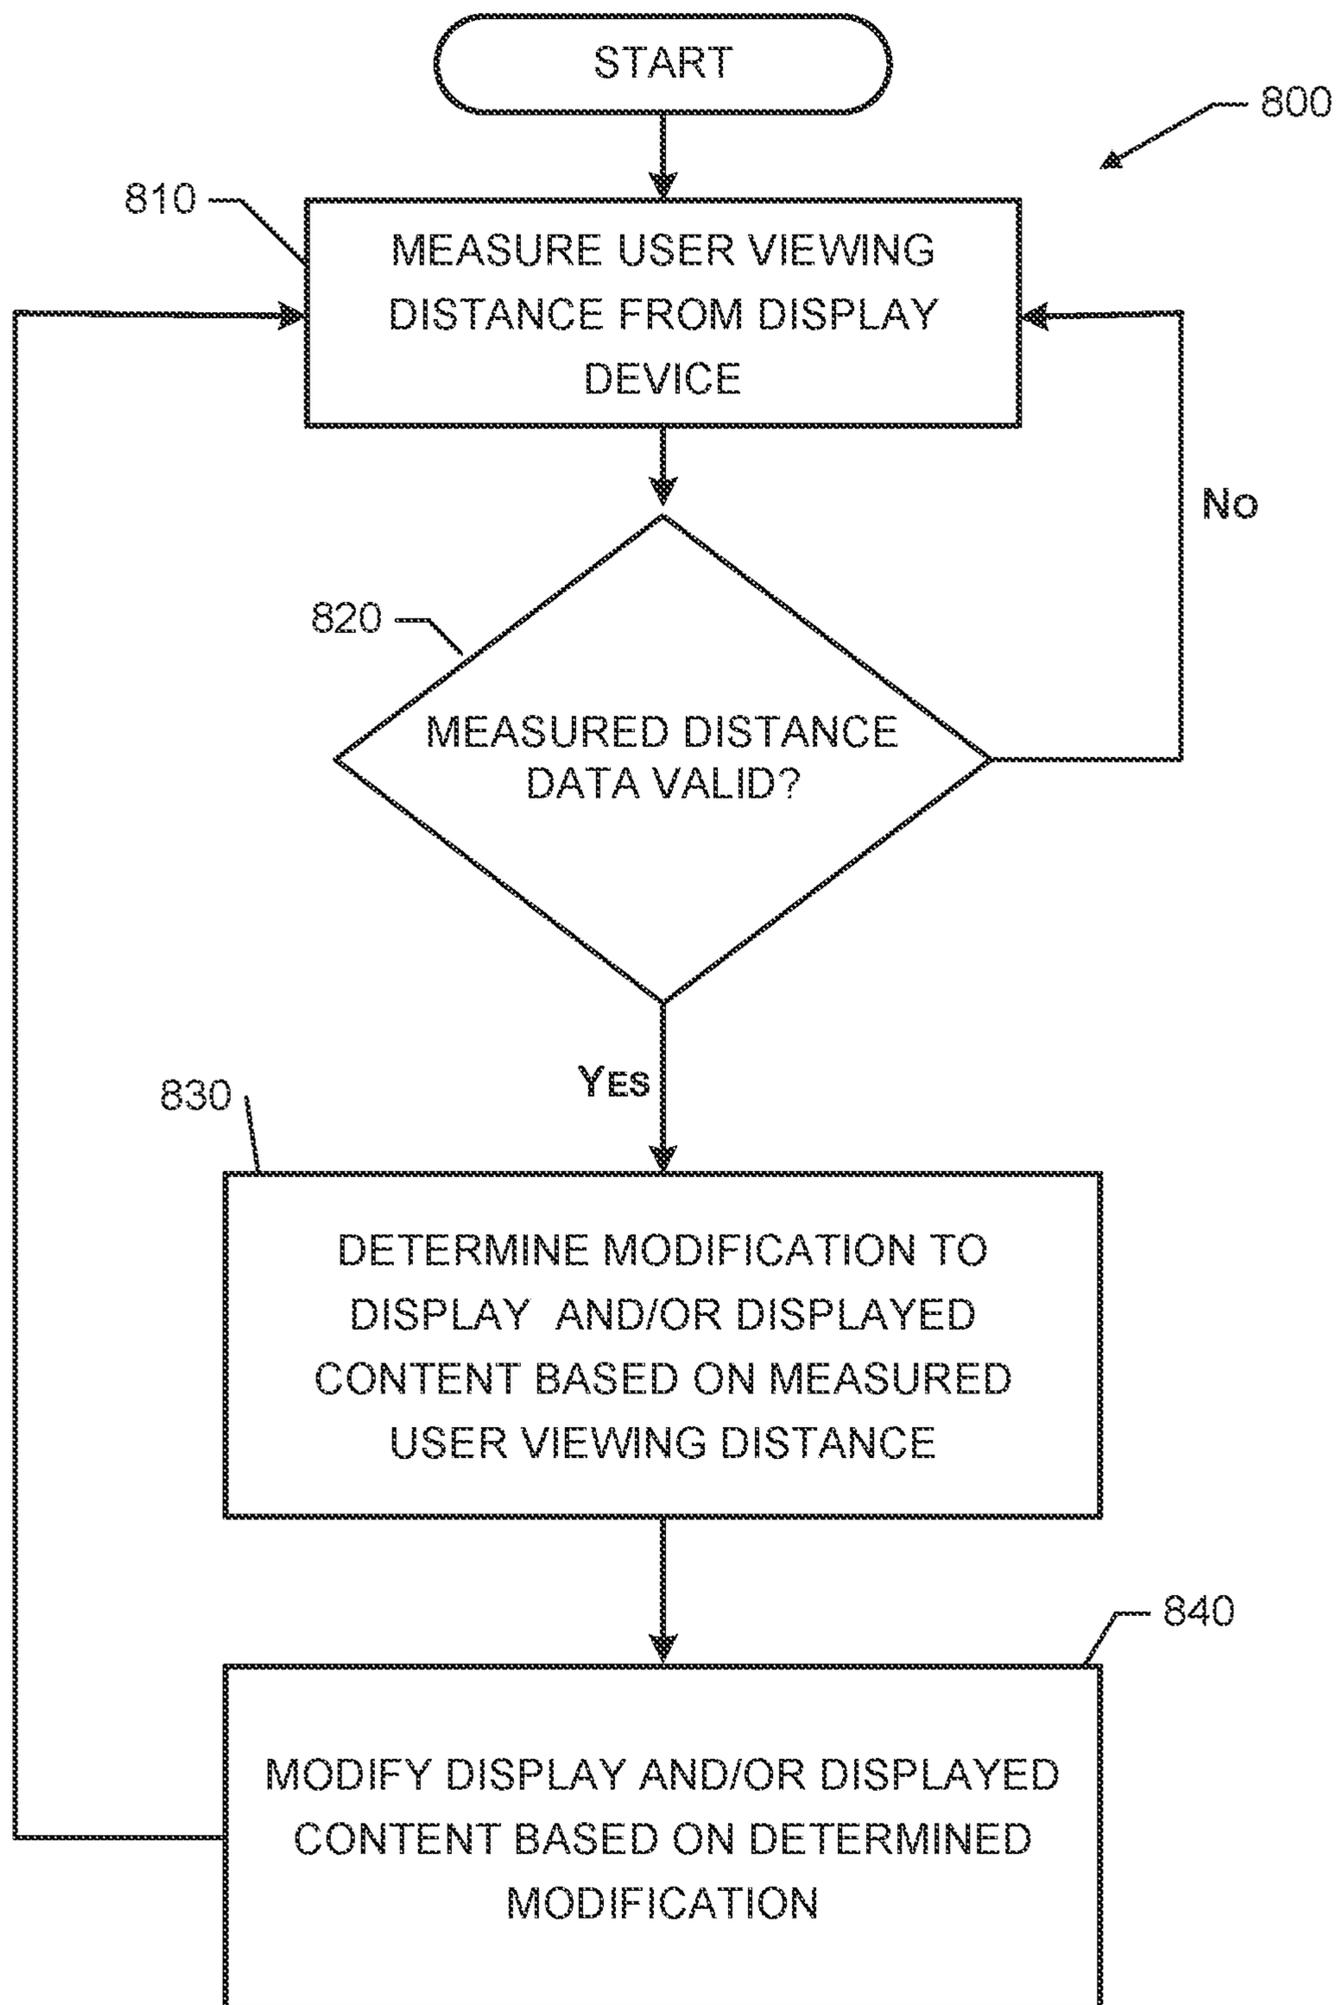 START
800
810
MEASURE USER VIEWING
DISTANCE FROM DISPLAY
DEVICE
No
820
MEASURED DISTANCE
DATA VALID?
YES
830
DETERMINE MODIFICATION TO
DISPLAY AND/OR DISPLAYED
CONTENT BASED ON MEASURED
USER VIEWING DISTANCE
840
MODIFY DISPLAY AND/OR DISPLAYED
CONTENT BASED ON DETERMINED
MODIFICATION